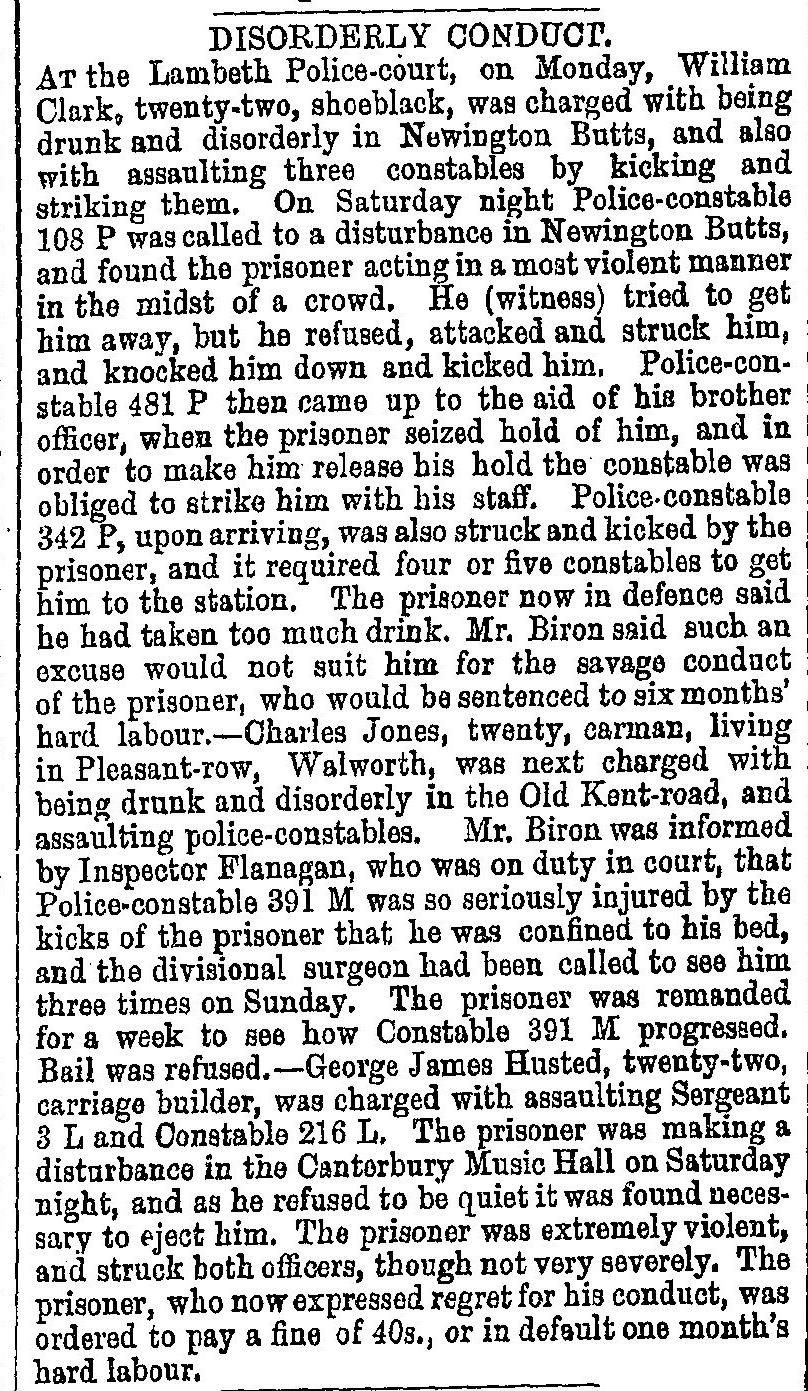 DISORDERLY CONDUCT.
AT the Lambeth Police-court, on Monday, William
Clark, twenty-two, shoeblack, was charged with being
drunk and disorderly in Newington Butts, and also
with assaulting three constables by kicking and
striking them. On Saturday night Police-constable
108 P was called to a disturbance in Newington Butts,
and found the prisoner acting in a most violent manner
in the midst of a crowd. He (witness) tried to get
him away, but he refused, attacked and struck him,
and knocked him down and kicked him. Police-con-
stable 481 P then came up to the aid of his brother
officer, when the prisoner seized hold of him, and in
order to make him release his hold the constable was
obliged to strike him with his staff. Police-constable
342 P, upon arriving, was also struck and kicked by the
prisoner, and it required four or five constables to get
him to the station. The prisoner now in defence said
he had taken too much drink. Mr. Biron said such an
excuse would not suit him for the savage conduct
of the prisoner, who would be sentenced to six months'
hard labour.—Charles Jones, twenty, carman, living
in Pleasant-row, Walworth, was next charged with
being drunk and disorderly in the Old Kent-road, and
assaulting police-constables. Mr. Biron was informed
by Inspector Flanagan, who was on duty in court, that
Police-constable 391 M was so seriously injured by the
kicks of the prisoner that he was confined to his bed,
and the divisional surgeon had been called to see him
three times on Sunday. The prisoner was remanded
for a week to see how Constable 391 M progressed.
Bail was refused.—George James Husted, twenty-two,
carriage builder, was charged with assaulting Sergeant
3 L and Constable 216 L. The prisoner was making a
disturbance in the Canterbury Music Hall on Saturday
night, and as he refused to be quiet it was found neces-
sary to eject him. The prisoner was extremely violent,
and struck both officers, though not very severely. The
prisoner, who now expressed regret for his conduct, was
ordered to pay a fine of 40s., or in default one month's
hard labour.